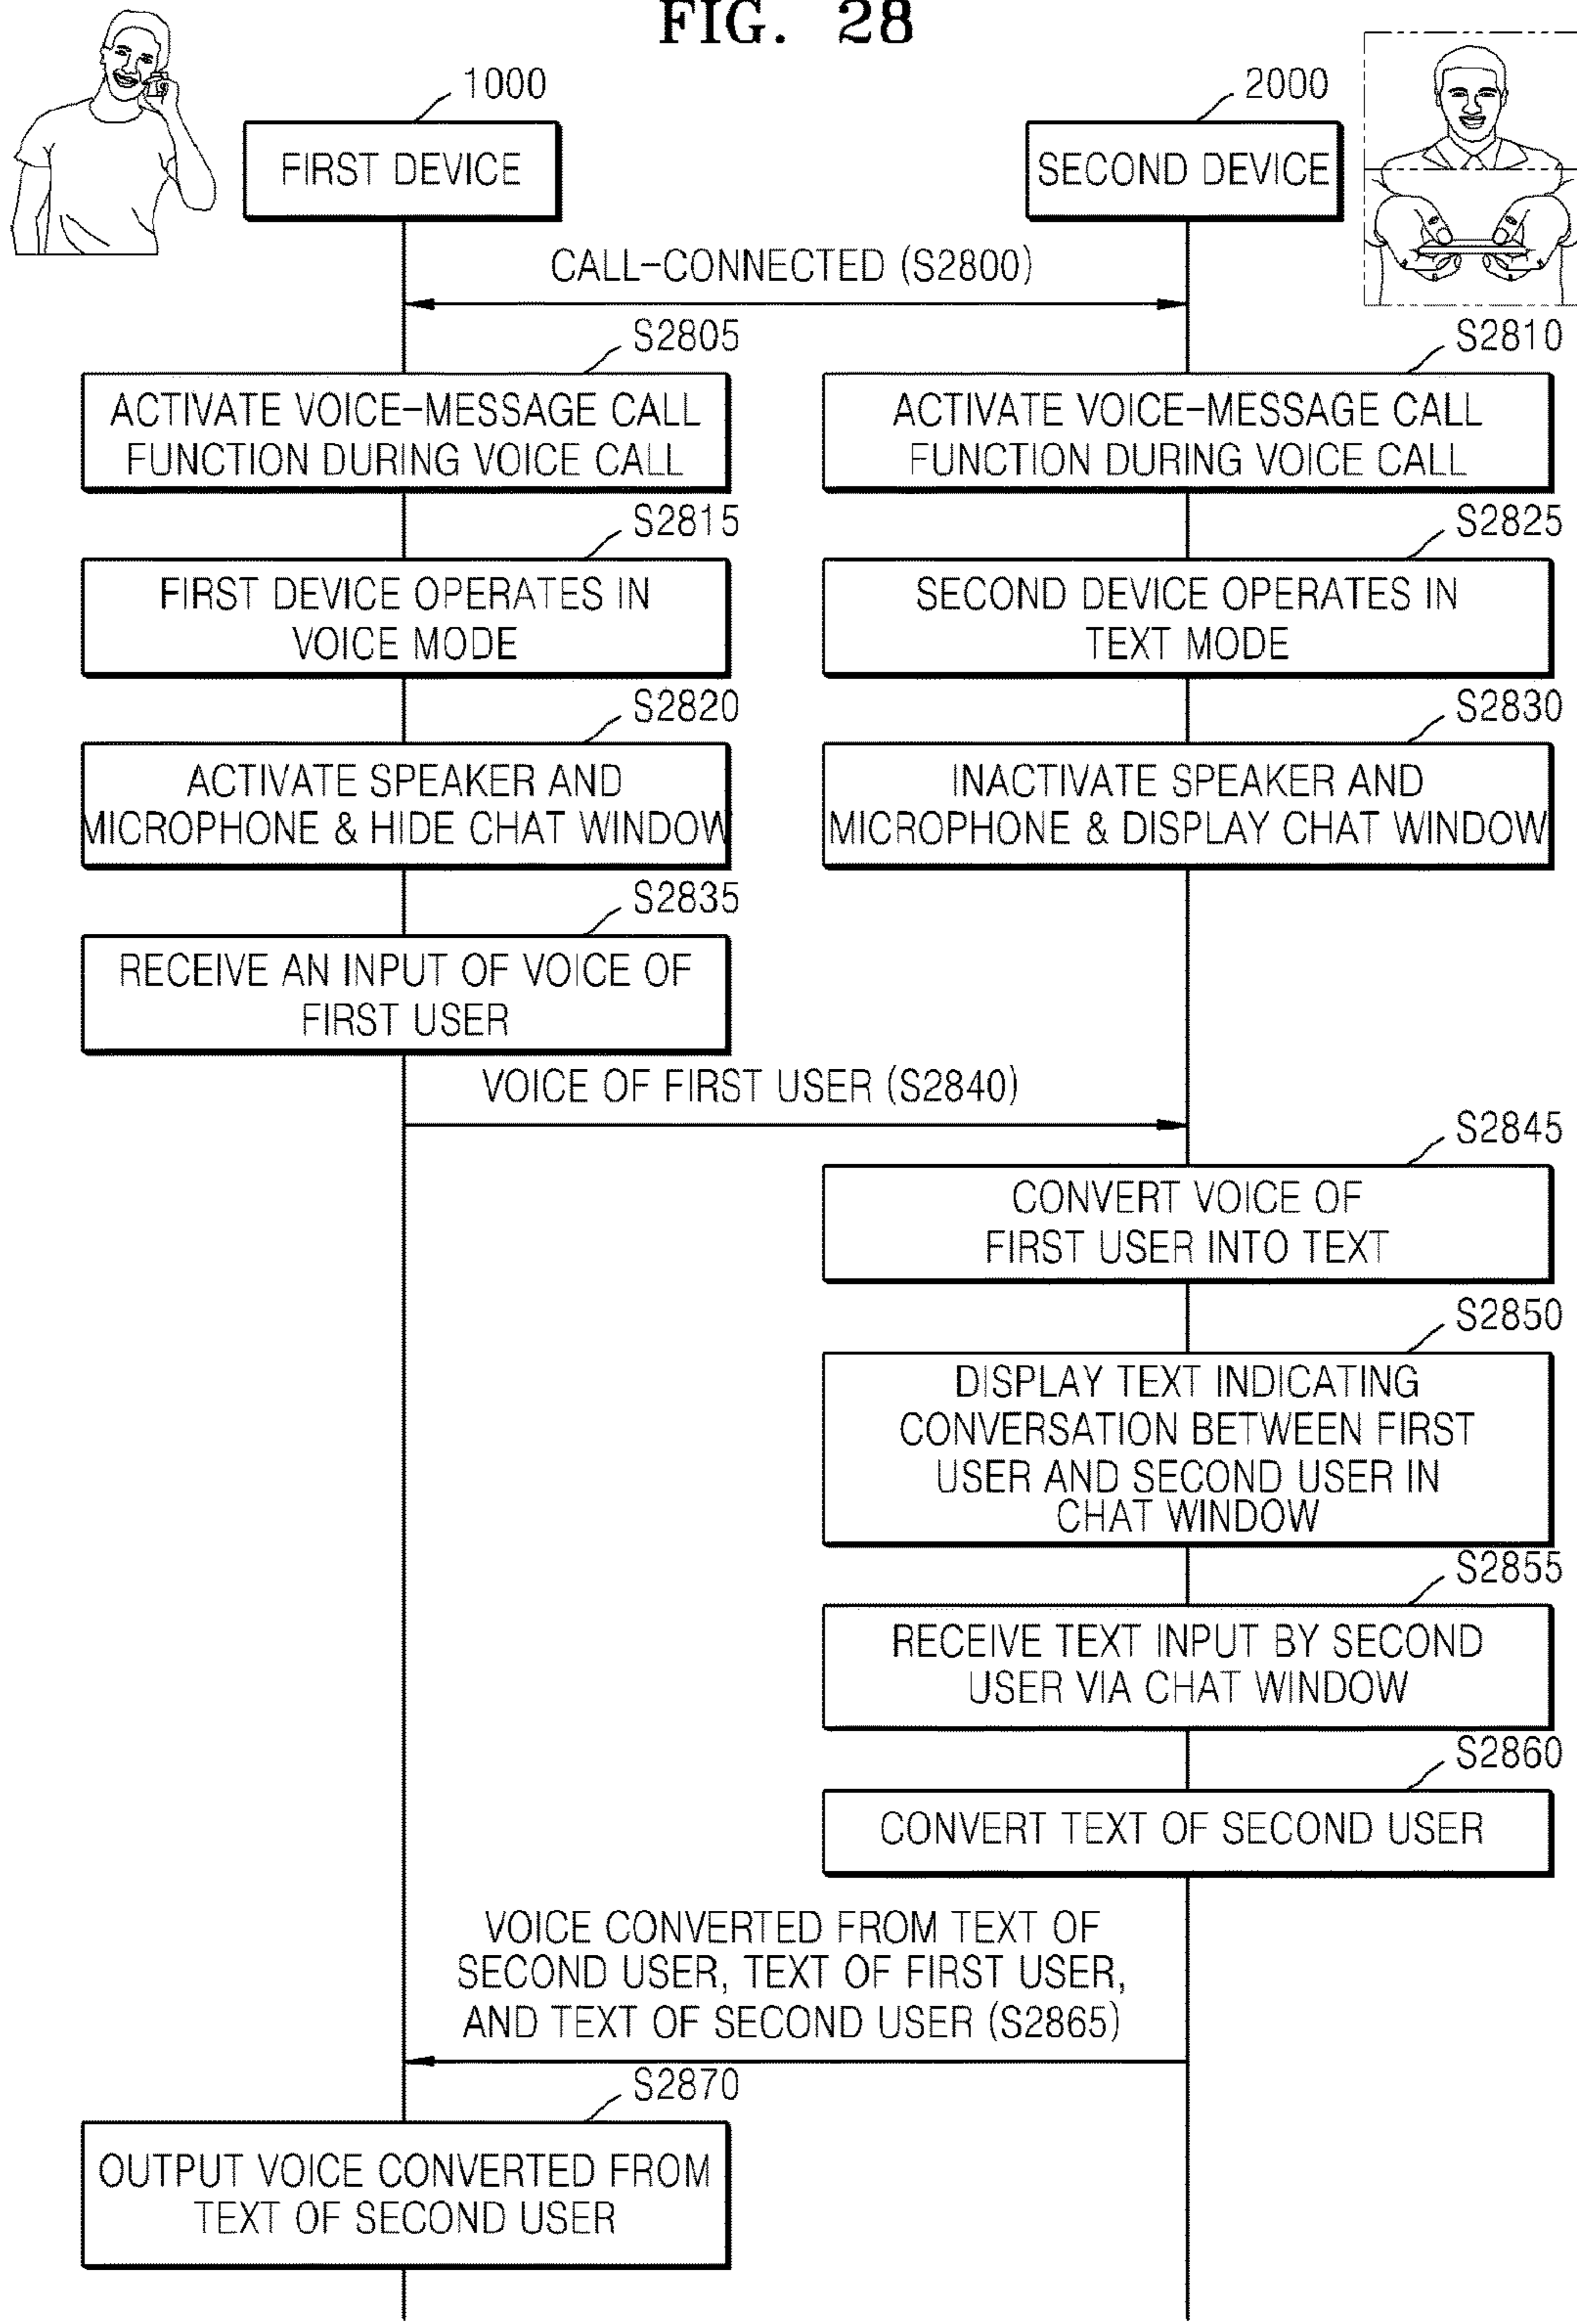 FIG. 28
1000
2000
FIRST DEVICE
SECOND DEVICE
CALL-CONNECTED (S2800)
S2805
S2810
ACTIVATE VOICE-MESSAGE CALL
FUNCTION DURING VOICE CALL
ACTIVATE VOICE-MESSAGE CALL
FUNCTION DURING VOICE CALL
S2815
S2825
FIRST DEVICE OPERATES IN
VOICE MODE
SECOND DEVICE OPERATES IN
TEXT MODE
S2820
S2830
ACTIVATE SPEAKER AND
MICROPHONE & HIDE CHAT WINDOW
INACTIVATE SPEAKER AND
MICROPHONE & DISPLAY CHAT WINDOW
S2835
RECEIVE AN INPUT OF VOICE OF
FIRST USER
VOICE OF FIRST USER (S2840)
S2845
CONVERT VOICE OF
FIRST USER INTO TEXT
S2850
DISPLAY TEXT INDICATING
CONVERSATION BETWEEN FIRST
USER AND SECOND USER IN
CHAT WINDOW
S2855
RECEIVE TEXT INPUT BY SECOND
USER VIA CHAT WINDOW
S2860
CONVERT TEXT OF SECOND USER
VOICE CONVERTED FROM TEXT OF
SECOND USER, TEXT OF FIRST USER,
AND TEXT OF SECOND USER (S2865)
S2870
OUTPUT VOICE CONVERTED FROM
TEXT OF SECOND USER